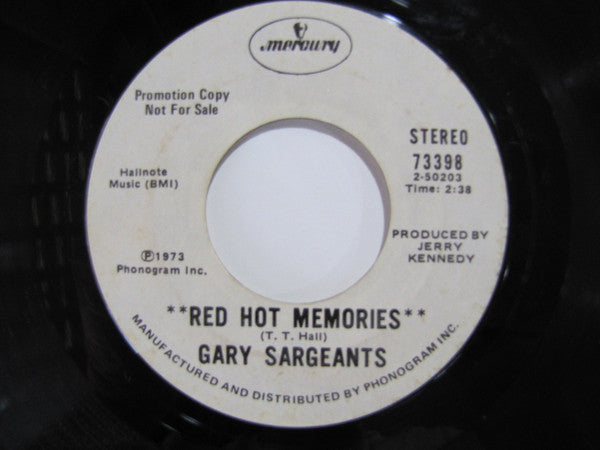 mercury
Promotion Copy
Not For Sale
STEREO
73398
2-50203
Time: 2:38
Hallnote
Music (BMI)
PRODUCED BY
JERRY
KENNEDY
Ⓟ1973
Phonogram Inc.
**RED HOT MEMORIES**
(T. T. Hall)
GARY SARGEANTS
MANUFACTURED AND DISTRIBUTED BY PHONOGRAM INC.